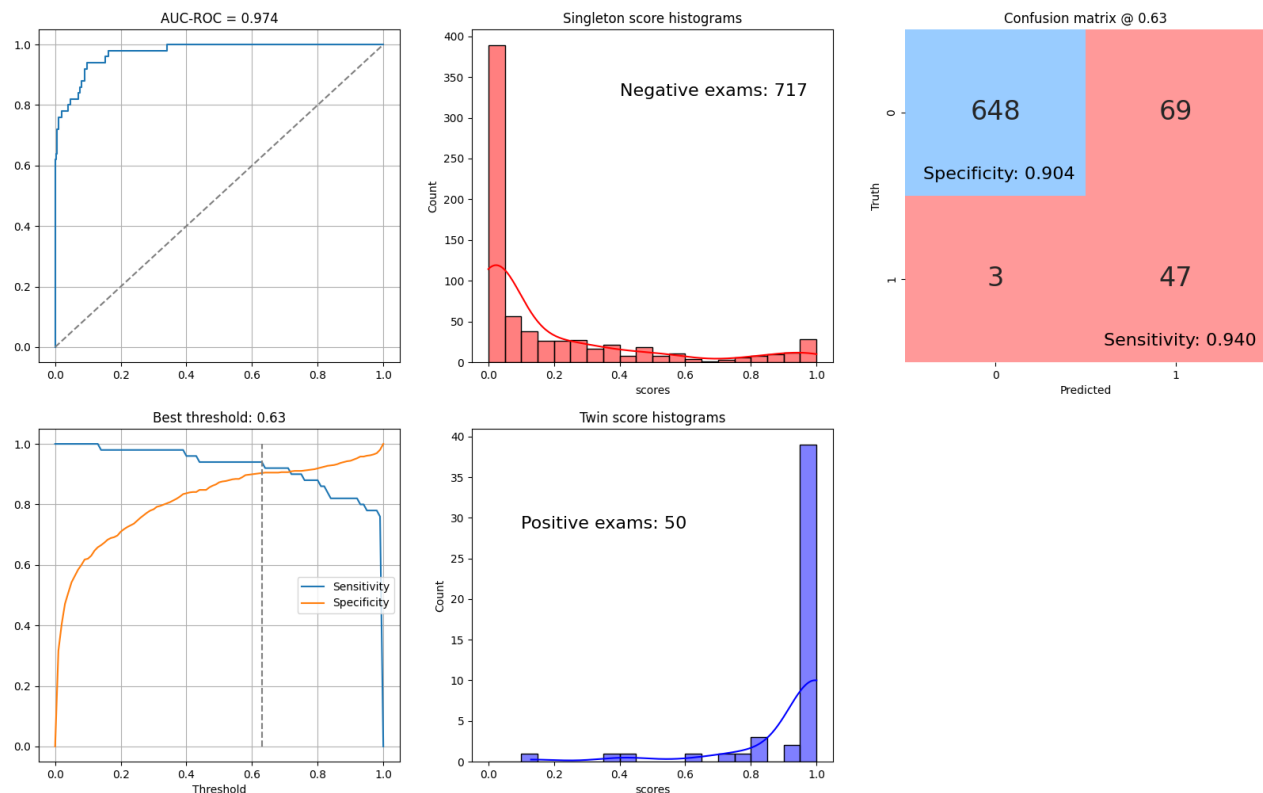 AUC-ROC = 0.974
1.0
0.8
0.6
0.4
0.2
0.0
0.0 0.2 0.4 0.6 0.8 1.0
Singleton score histograms
Negative exams: 717
Count
400
350
300
250
200
150
100
50
0
0.0 0.2 0.4 0.6 0.8 1.0
scores
Confusion matrix @ 0.63
Truth
0
1
648 69
Specificity: 0.904
3 47
Sensitivity: 0.940
0 1
Predicted
Best threshold: 0.63
1.0
0.8
0.6
0.4
0.2
0.0
Sensitivity
Specificity
0.0 0.2 0.4 0.6 0.8 1.0
Threshold
Twin score histograms
Positive exams: 50
Count
40
35
30
25
20
15
10
5
0
0.0 0.2 0.4 0.6 0.8 1.0
scores